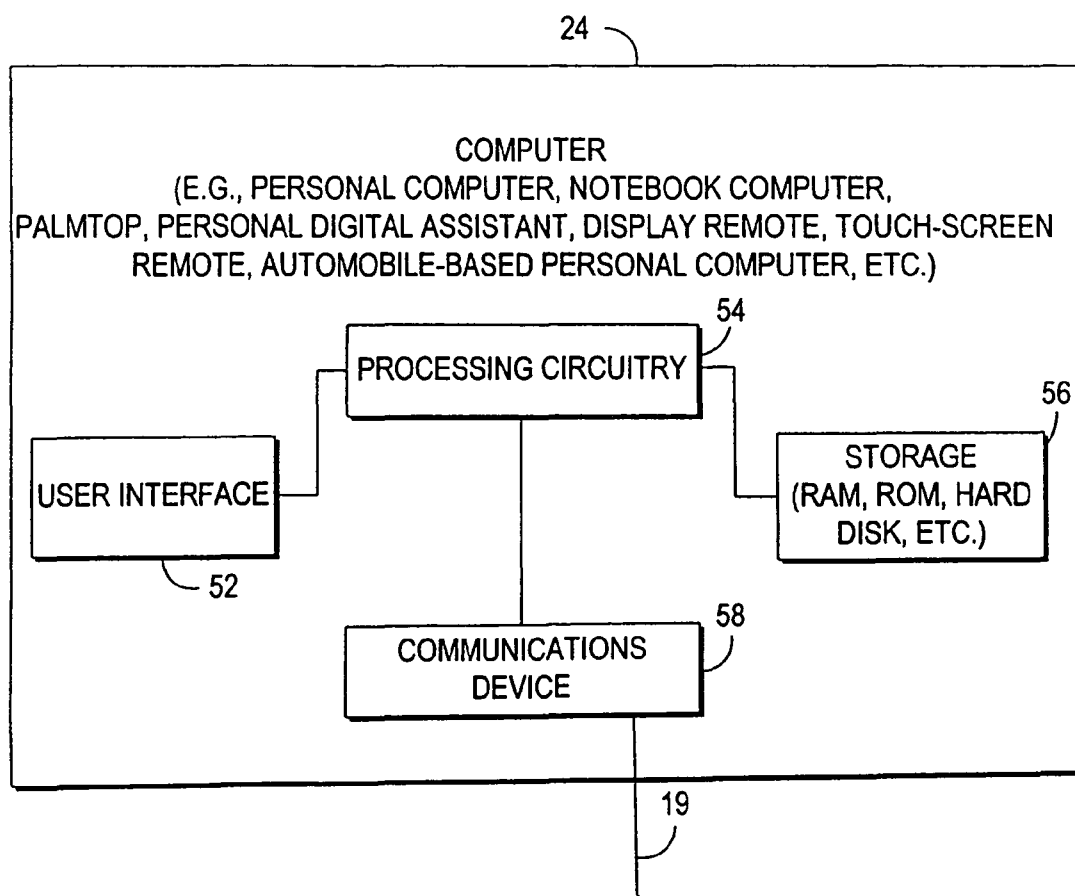 24
COMPUTER
(E.G., PERSONAL COMPUTER, NOTEBOOK COMPUTER,
PALMTOP, PERSONAL DIGITAL ASSISTANT, DISPLAY REMOTE, TOUCH-SCREEN
REMOTE, AUTOMOBILE-BASED PERSONAL COMPUTER, ETC.)
54
PROCESSING CIRCUITRY
56
USER INTERFACE
STORAGE
(RAM, ROM, HARD
DISK, ETC.)
52
58
COMMUNICATIONS
DEVICE
19